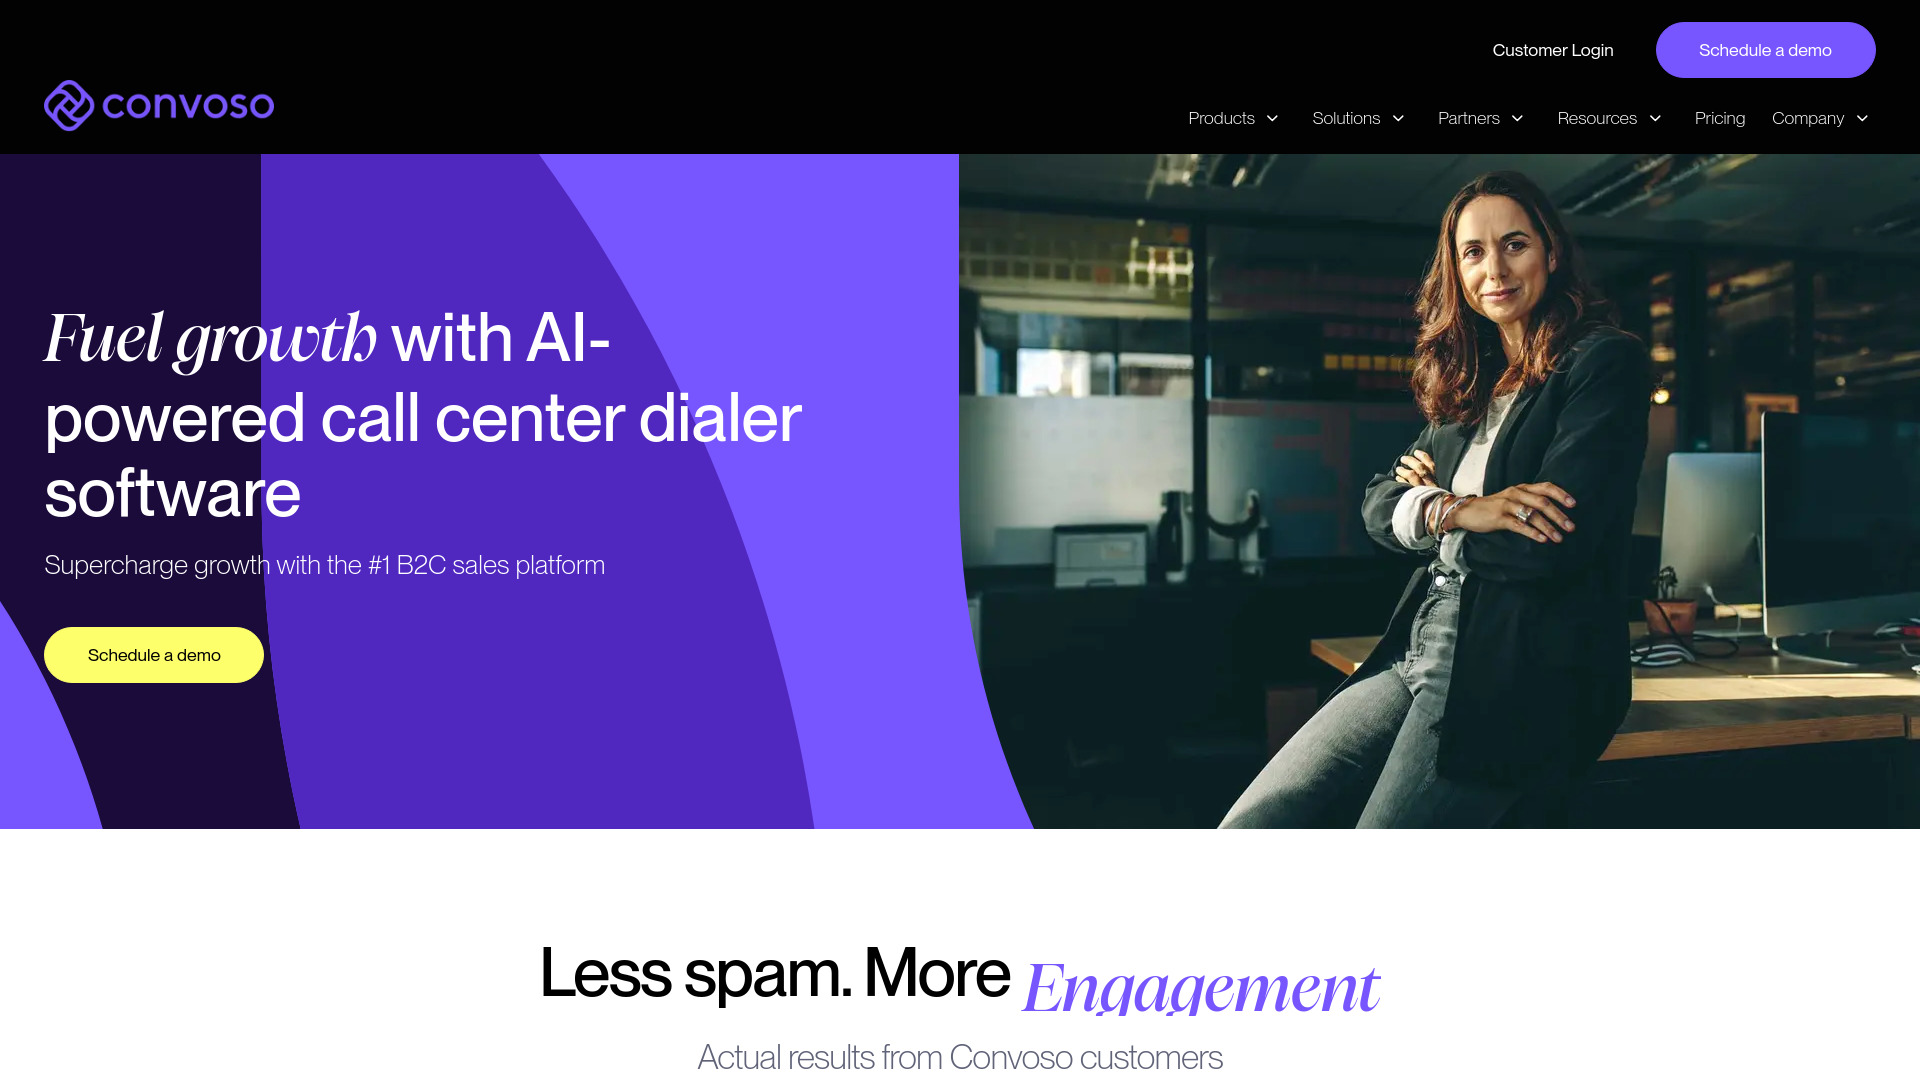 Customer Login
Schedule a demo
convoso
Products
Solutions
Partners
Resources
Pricing
Company
Fuel growth with AI-
powered call center dialer
software
Supercharge growth with the #1 B2C sales platform
Schedule a demo
Less spam. More Engagement
Actual results from Convoso customers